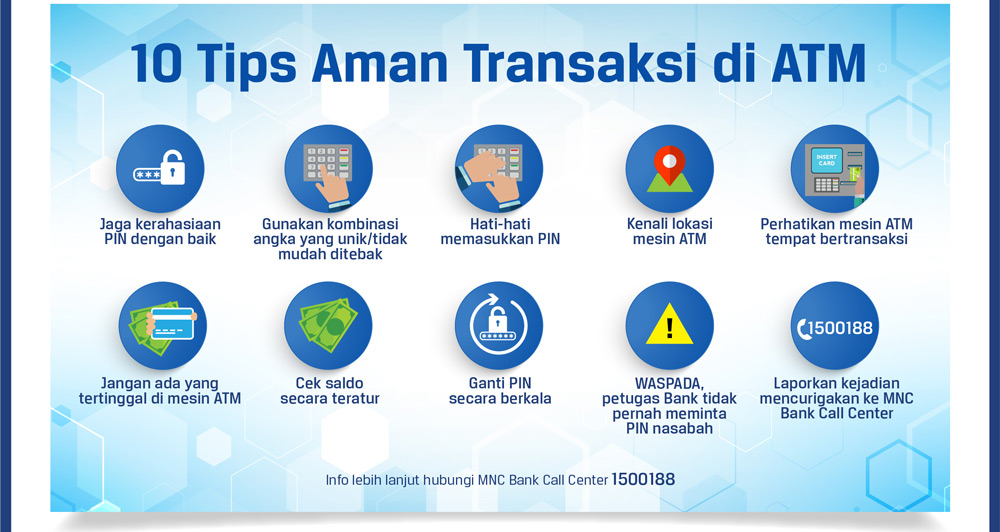 10 Tips Aman Transaksi di ATM
***
Jaga kerahasiaan
PIN dengan baik
Gunakan kombinasi
angka yang unik/tidak
mudah ditebak
Hati-hati
memasukkan PIN
Kenali lokasi
mesin ATM
INSERT
CARD
Perhatikan mesin ATM
tempat bertransaksi
Jangan ada yang
tertinggal di mesin ATM
Cek saldo
secara teratur
Ganti PIN
secara berkala
!
WASPADA,
petugas Bank tidak
pernah meminta
PIN nasabah
1500188
Laporkan kejadian
mencurigakan ke MNC
Bank Call Center
Info lebih lanjut hubungi MNC Bank Call Center 1500188